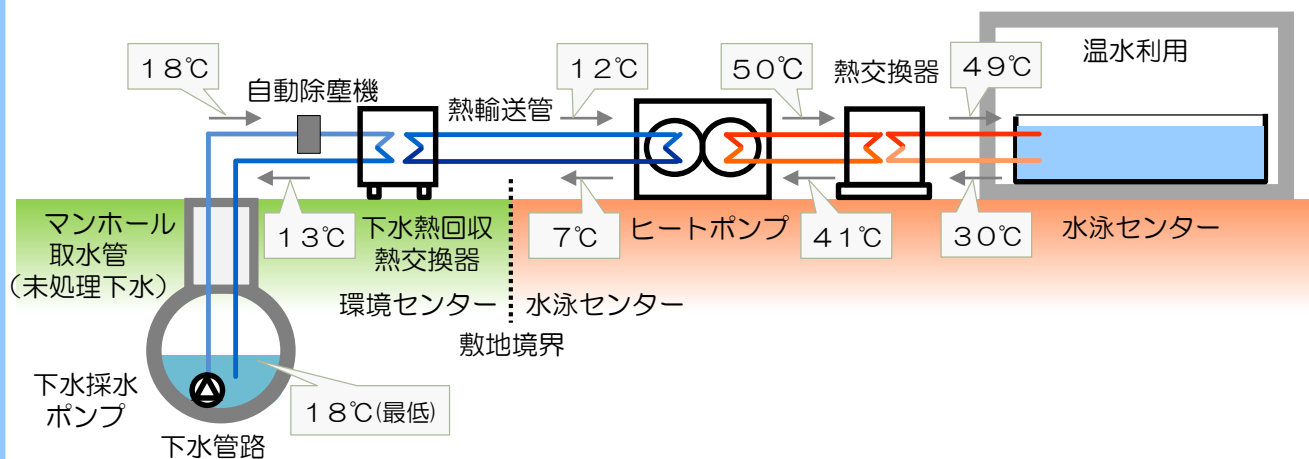 18℃
自動除塵機
熱輸送管
12℃
50℃
熱交換器
49℃
温水利用
マンホール
取水管
(未処理下水)
13℃
下水熱回収
熱交換器
7℃
ヒートポンプ
41℃
30℃
水泳センター
環境センター
水泳センター
敷地境界
下水採水
ポンプ
18℃(最低)
下水管路